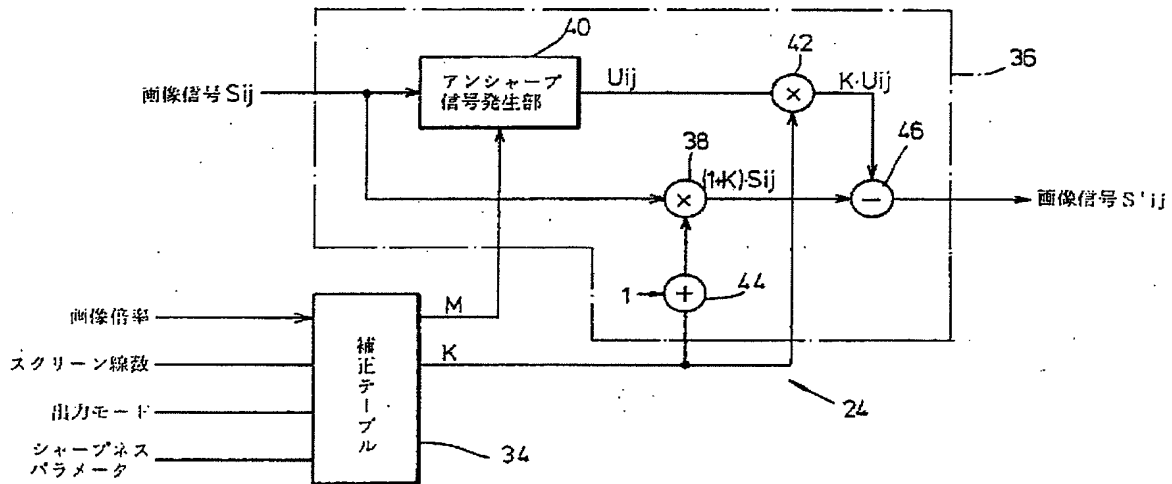 40
42
36
画像信号 Sij
アンシャープ
信号発生部
Uij
×
K·Uij
38
(1+K)·Sij
46
×
−
画像信号 S'ij
1
+
44
画像倍率
M
スクリーン線数
K
補正テーブル
出力モード
24
シャープネス
パラメータ
34